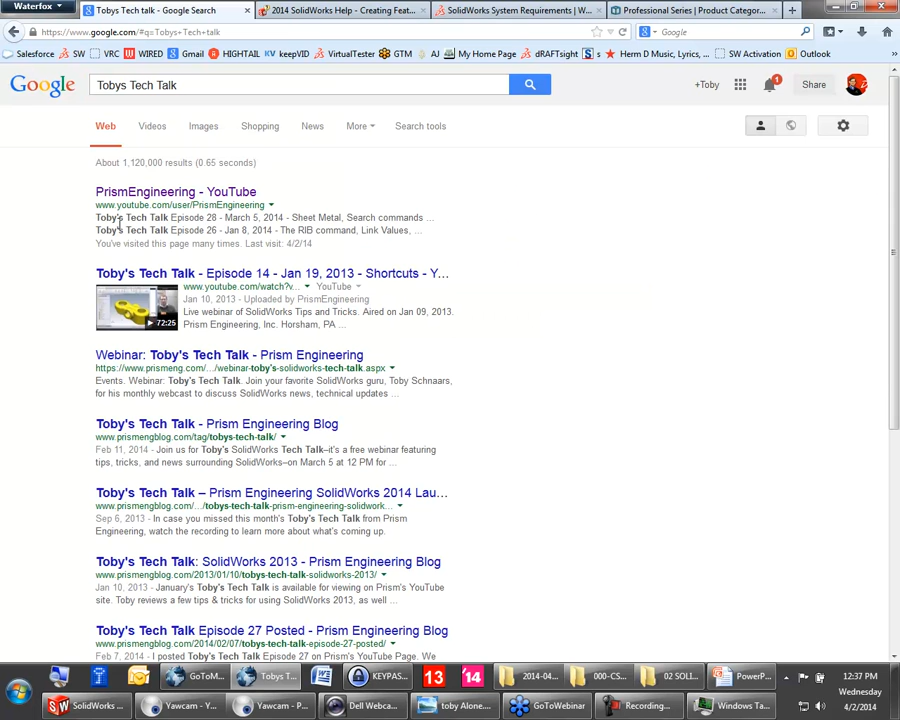 Waterfox
Tobys Tech talk - Google Search
2014 SolidWorks Help - Creating Feat...
SolidWorks System Requirements | W...
Professional Series | Product Categor...
https://www.google.com/#q=Tobys+Tech+talk
Google
Salesforce
SW
VRC
WIRED
Gmail
HIGHTAIL
keepVID
VirtualTester
GTM
AJ
My Home Page
dRAFTsight
s
Herm D Music, Lyrics, ...
SW Activation
Outlook
Google
Tobys Tech Talk
+Toby
1
Share
Web
Videos
Images
Shopping
News
More
Search tools
About 1,120,000 results (0.65 seconds)
PrismEngineering - YouTube
www.youtube.com/user/PrismEngineering
Toby's Tech Talk Episode 28 - March 5, 2014 - Sheet Metal, Search commands ...
Toby's Tech Talk Episode 26 - Jan 8, 2014 - The RIB command, Link Values, ...
You've visited this page many times. Last visit: 4/2/14
Toby's Tech Talk - Episode 14 - Jan 19, 2013 - Shortcuts - Y...
www.youtube.com/watch?v...
YouTube
Jan 10, 2013 - Uploaded by PrismEngineering
Live webinar of SolidWorks Tips and Tricks. Aired on Jan 09, 2013.
Prism Engineering, Inc. Horsham, PA ...
72:25
Webinar: Toby's Tech Talk - Prism Engineering
https://www.prismeng.com/.../webinar-toby's-solidworks-tech-talk.aspx
Events. Webinar: Toby's Tech Talk. Join your favorite SolidWorks guru, Toby Schnaars,
for his monthly webcast to discuss SolidWorks news, technical updates ...
Toby's Tech Talk - Prism Engineering Blog
www.prismengblog.com/tag/tobys-tech-talk/
Feb 11, 2014 - Join us for Toby's SolidWorks Tech Talk–it's a free webinar featuring
tips, tricks, and news surrounding SolidWorks–on March 5 at 12 PM for ...
Toby's Tech Talk – Prism Engineering SolidWorks 2014 Lau...
www.prismengblog.com/.../tobys-tech-talk-prism-engineering-solidwork...
Sep 6, 2013 - In case you missed this month's Toby's Tech Talk from Prism
Engineering, watch the recording to learn more about what's coming up.
Toby's Tech Talk: SolidWorks 2013 - Prism Engineering Blog
www.prismengblog.com/2013/01/10/tobys-tech-talk-solidworks-2013/
Jan 10, 2013 - January's Toby's Tech Talk is available for viewing on Prism's YouTube
site. Toby reviews a few tips & tricks for using SolidWorks 2013, as well ...
Toby's Tech Talk Episode 27 Posted - Prism Engineering Blog
www.prismengblog.com/2014/02/07/tobys-tech-talk-episode-27-posted/
Feb 7, 2014 - I posted Toby's Tech Talk Episode 27 on Prism's YouTube Page. We
GoToM...
Tobys T...
KEYPAS...
13
'14
2014-04...
000-CS...
02 SOLI...
PowerP...
12:37 PM
Wednesday
4/2/2014
SolidWorks ...
Yawcam - Y...
Yawcam - P...
Dell Webca...
toby Alone....
GoToWebinar
Recording...
Windows Ta...